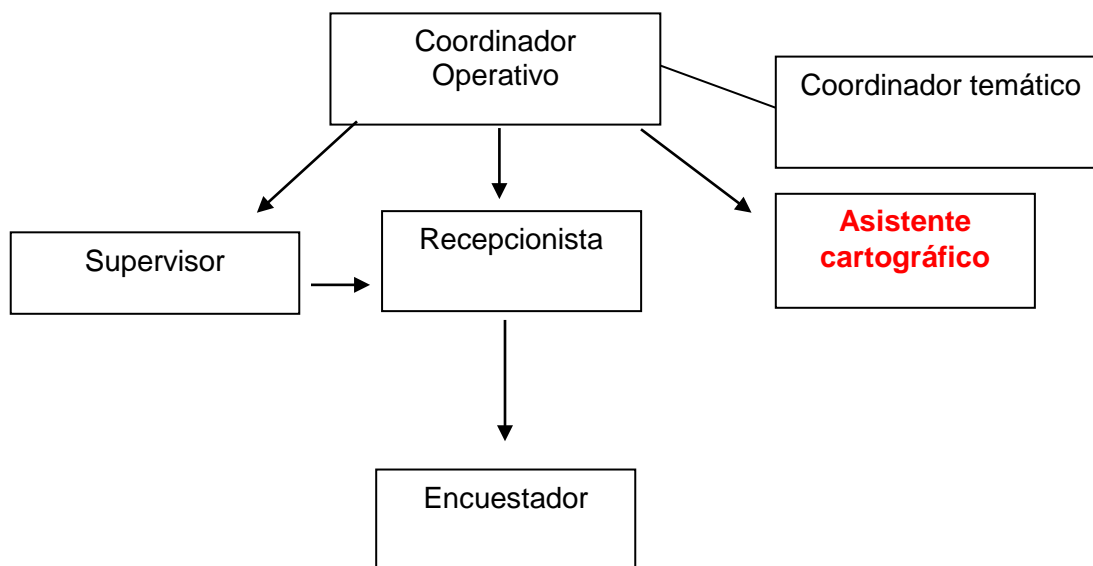 Coordinador
Operativo
Coordinador temático
Asistente
cartográfico
Recepcionista
Supervisor
Encuestador